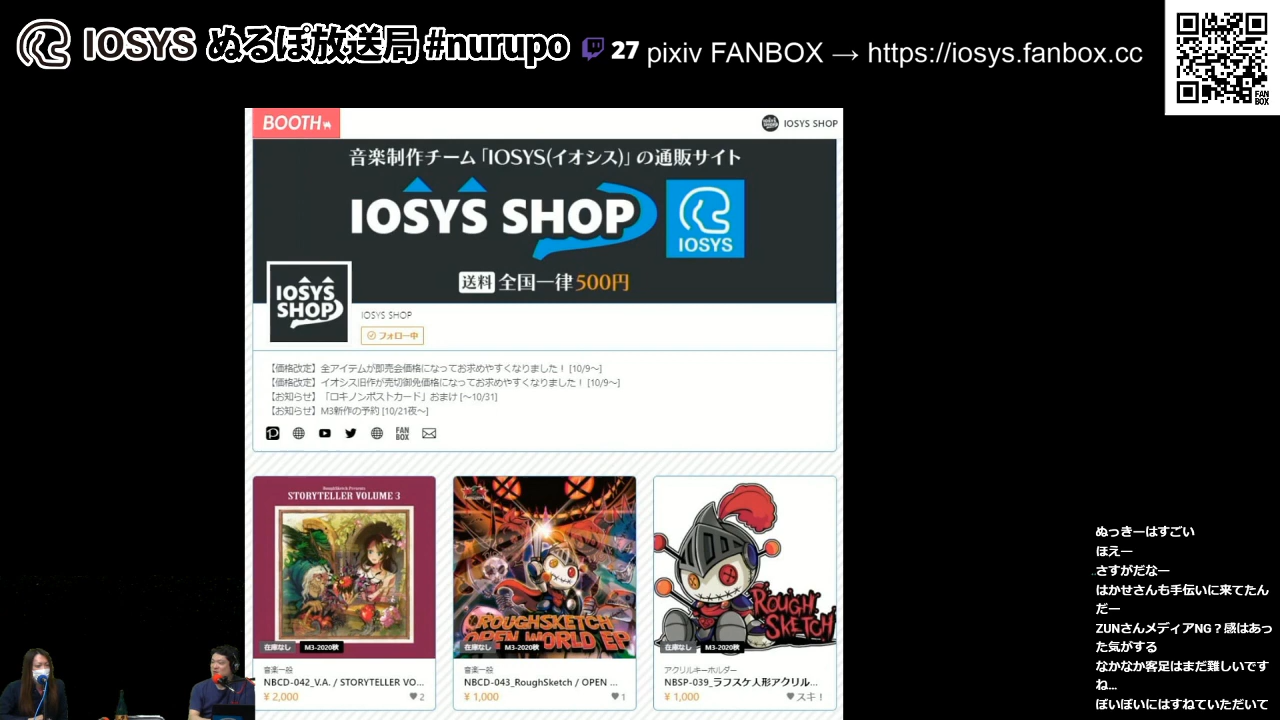 IOSYS ぬるぽ放送局 #nurupo 27 pixiv FANBOX → https://iosys.fanbox.cc
FAN
BOX
BOOTH
IOSYS SHOP
音楽制作チーム「IOSYS(イオシス)」の通販サイト
IOSYS SHOP
IOSYS
送料 全国一律500円
IOSYS
SHOP
IOSYS SHOP
フォロー中
【価格改定】全アイテムが即売会価格になってお求めやすくなりました！ [10/9～]
【価格改定】イオシス旧作が売切御免価格になってお求めやすくなりました！ [10/9～]
【お知らせ】「ロキノンポストカード」おまけ [～10/31]
【お知らせ】M3新作の予約 [10/21夜～]
FAN
BOX
RoughSketch Presents
STORYTELLER VOLUME 3
在庫なし M3-2020秋
音楽一般
NBCD-042_V.A. / STORYTELLER VO...
¥ 2,000
2
ROUGHSKETCH
OPEN WORLD EP
在庫なし M3-2020秋
音楽一般
NBCD-043_RoughSketch / OPEN ...
¥ 1,000
1
ROUGH
SKETCH
在庫なし M3-2020秋
アクリルキーホルダー
NBSP-039_ラフスケ人形アクリル...
¥ 1,000
スキ！
ぬっきーはすごい
ほえー
さすがだなー
はかせさんも手伝いに来てたん
だー
ZUNさんメディアNG？感はあっ
た気がする
なかなか客足はまだ難しいです
ね...
ぽいぽいにはすねていただいて